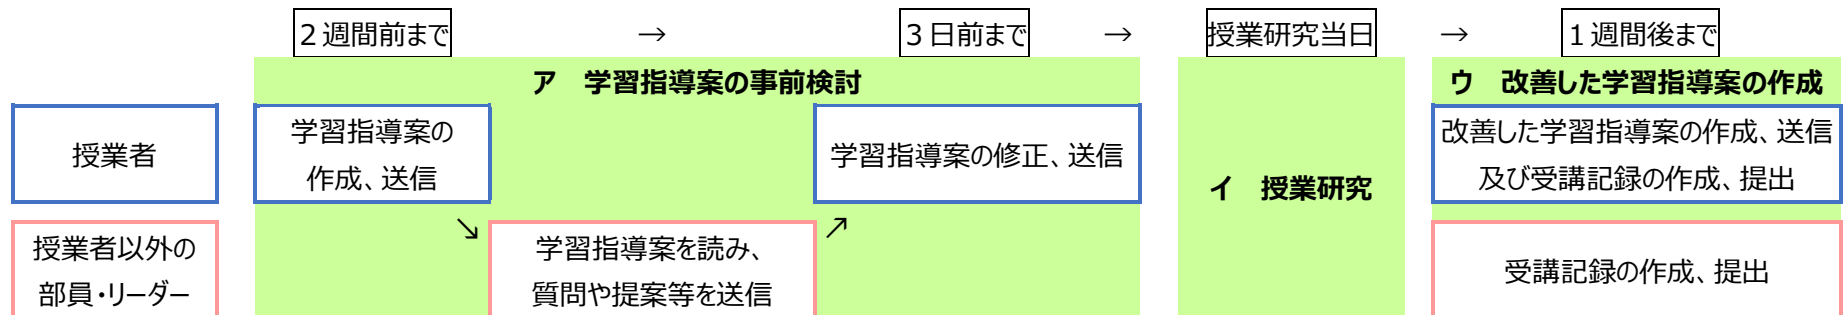 ２週間前まで → ３日前まで → 授業研究当日 → １週間後まで
ア　学習指導案の事前検討
ウ　改善した学習指導案の作成
授業者
学習指導案の
作成、送信
学習指導案の修正、送信
イ　授業研究
改善した学習指導案の作成、送信
及び受講記録の作成、提出
↘ ↗
授業者以外の
部員・リーダー
学習指導案を読み、
質問や提案等を送信
受講記録の作成、提出